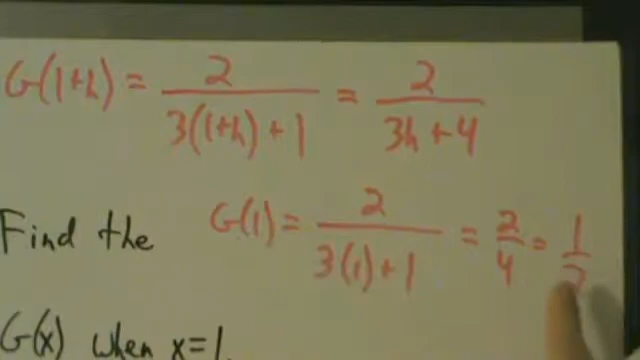 G(1+h) = 2/(3(1+h)+1) = 2/(3h+4)
Find the G(1) = 2/(3(1)+1) = 2/4 = 1/2
G(x) when x=1.